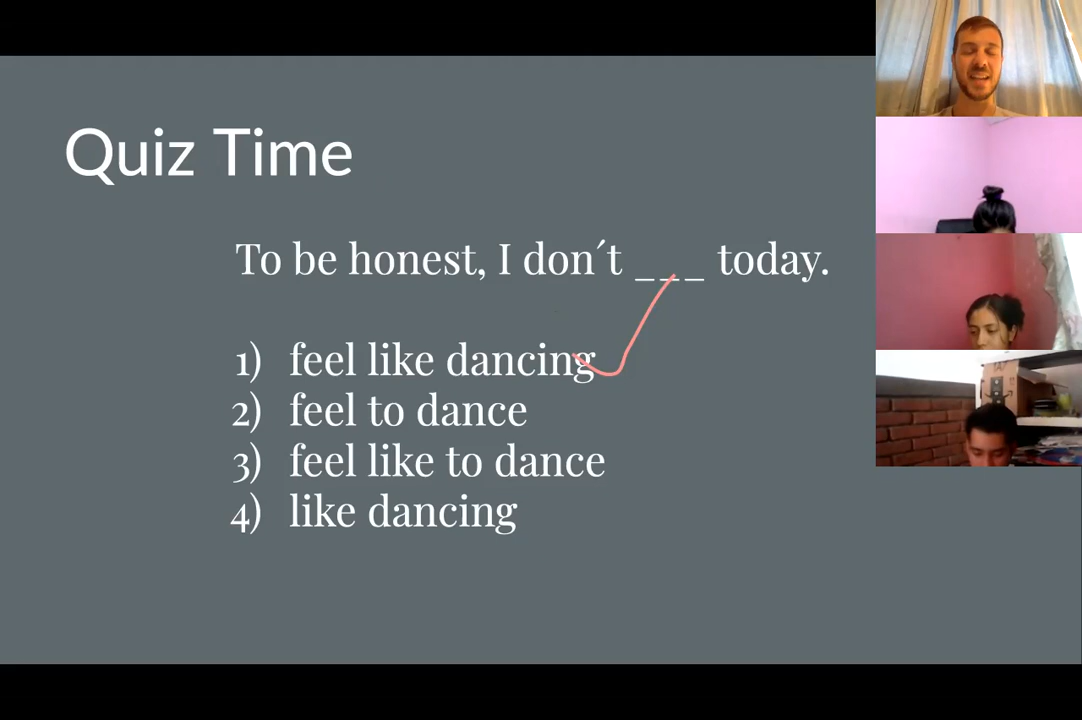 Quiz Time
To be honest, I don´t _ _ _ today.
1) feel like dancing
2) feel to dance
3) feel like to dance
4) like dancing